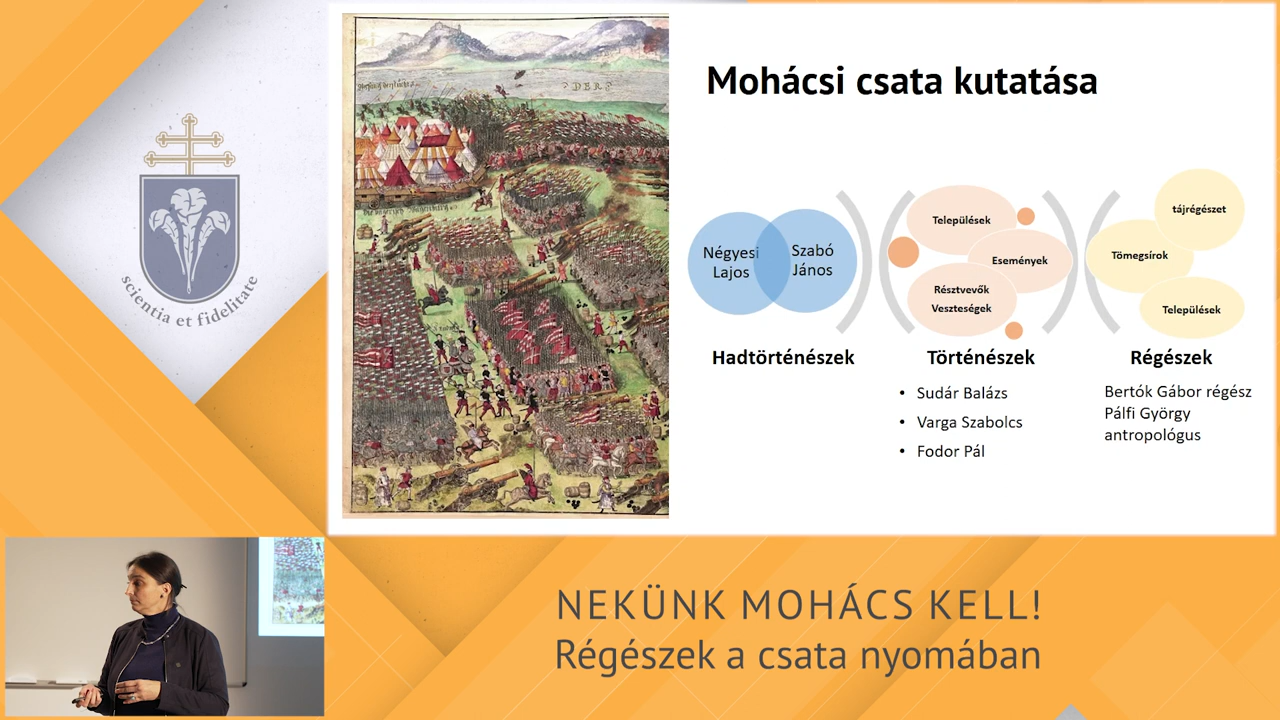 scientia et fidelitate
Mohácsi csata kutatása
Négyesi
Lajos
Szabó
János
Hadtörténészek
Települések
Események
Résztvevők
Veszteségek
Történészek
• Sudár Balázs
• Varga Szabolcs
• Fodor Pál
tájrégészet
Tömegsírok
Települések
Régészek
Bertók Gábor régész
Pálfi György
antropológus
NEKÜNK MOHÁCS KELL!
Régészek a csata nyomában